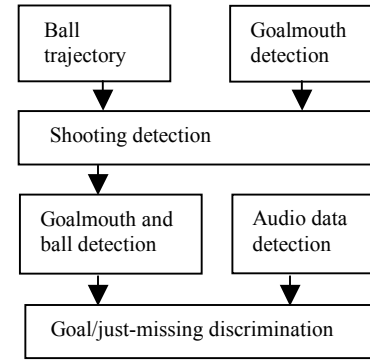 Ball
trajectory
Goalmouth
detection
Shooting detection
Goalmouth and
ball detection
Audio data
detection
Goal/just-missing discrimination